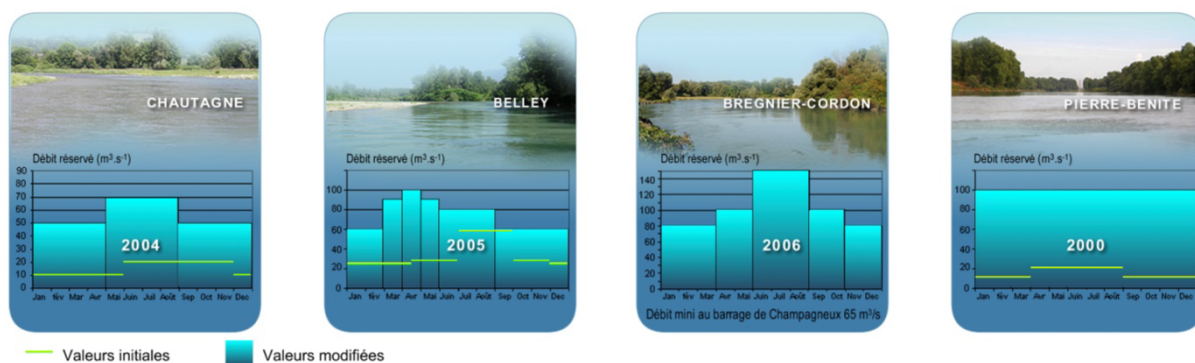 CHAUTAGNE
Débit réservé (m³.s-¹)
90
80
70
60
50
40
30
20
10
0
2004
Jan fév Mar Avr Mai Juin Juil Août Sep Oct Nov Dec
BELLEY
Débit réservé (m³.s-¹)
100
80
60
40
20
0
2005
Jan fév Mar Avr Mai Juin Juil Août Sep Oct Nov Dec
BREGNIER-CORDON
Débit réservé (m³.s-¹)
140
120
100
80
60
40
20
0
2006
Jan fév Mar Avr Mai Juin Juil Août Sep Oct Nov Dec
Débit mini au barrage de Champagneux 65 m³/s
PIERRE-BENITE
Débit réservé (m³.s-¹)
100
80
60
40
20
0
2000
Jan fév Mar Avr Mai Juin Juil Août Sep Oct Nov Dec
Valeurs initiales
Valeurs modifiées